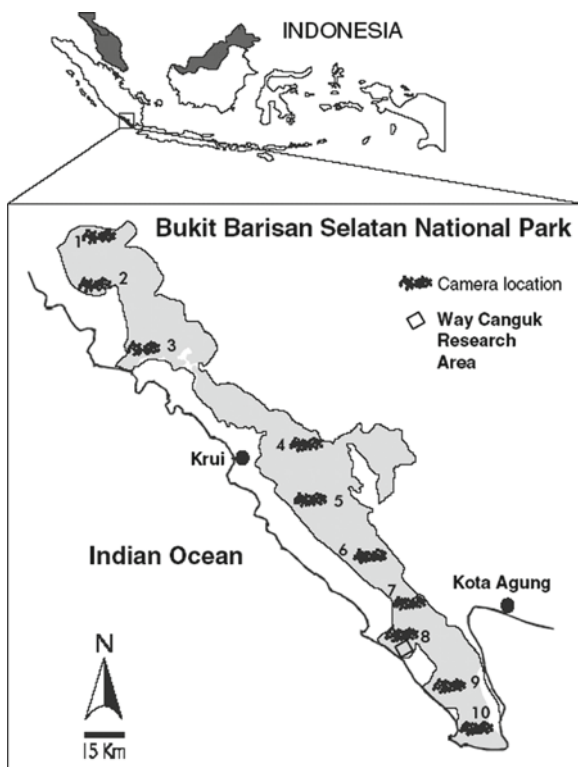 INDONESIA
Bukit Barisan Selatan National Park
1
2
3
Camera location
Way Canguk
Research
Area
4
Krui
5
6
Indian Ocean
7
Kota Agung
8
9
10
N
15 Km